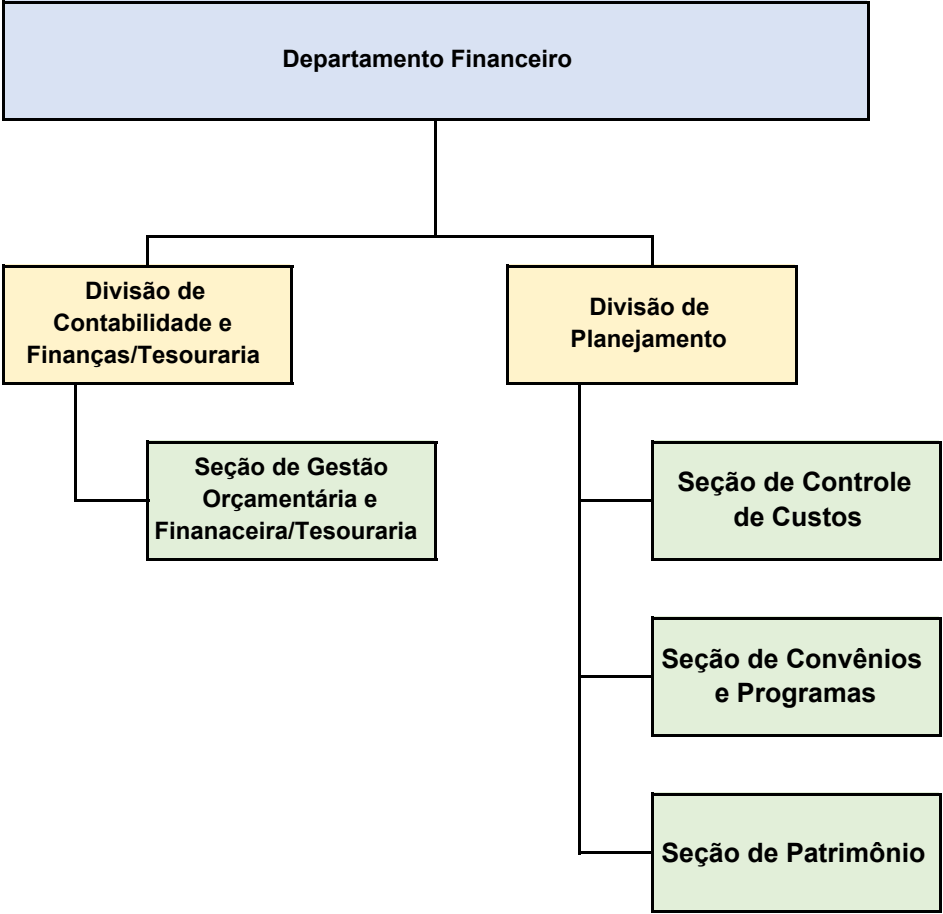 Departamento Financeiro
Divisão de
Contabilidade e
Finanças/Tesouraria
Divisão de
Planejamento
Seção de Gestão
Orçamentária e
Finanaceira/Tesouraria
Seção de Controle
de Custos
Seção de Convênios
e Programas
Seção de Patrimônio